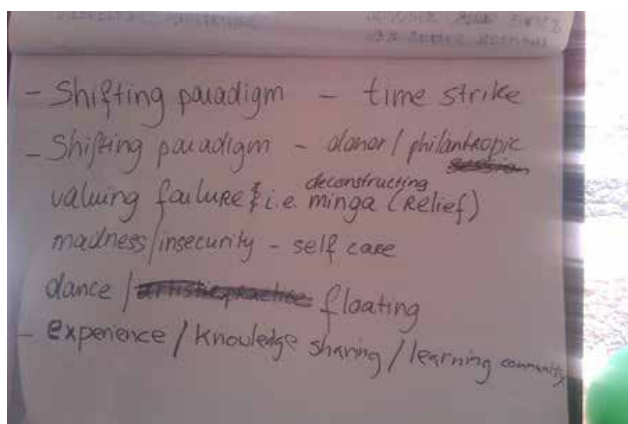 - Shifting paradigm - time strike
- Shifting paradigm - donor / philantropic
deconstructing
valuing failure & i.e. minga (Relief)
madness/insecurity - self care
dance / floating
- experience / knowledge sharing / learning community